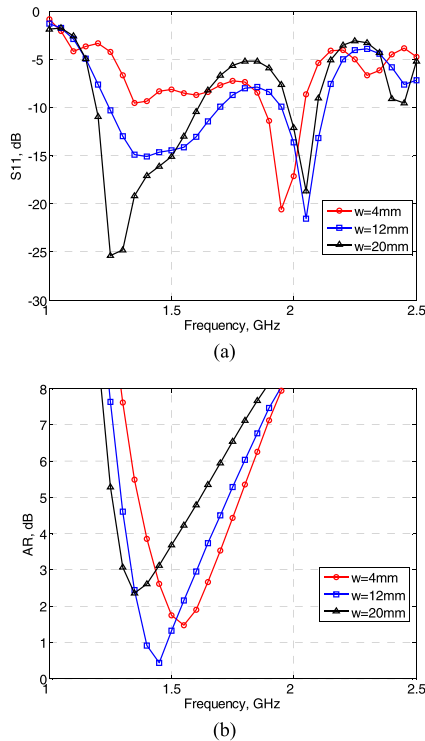 0
-5
-10
-15
-20
-25
-30
S11, dB
1
1.5
2
2.5
Frequency, GHz
w=4mm
w=12mm
w=20mm
(a)
8
7
6
5
4
3
2
1
0
AR, dB
1
1.5
2
2.5
Frequency, GHz
w=4mm
w=12mm
w=20mm
(b)